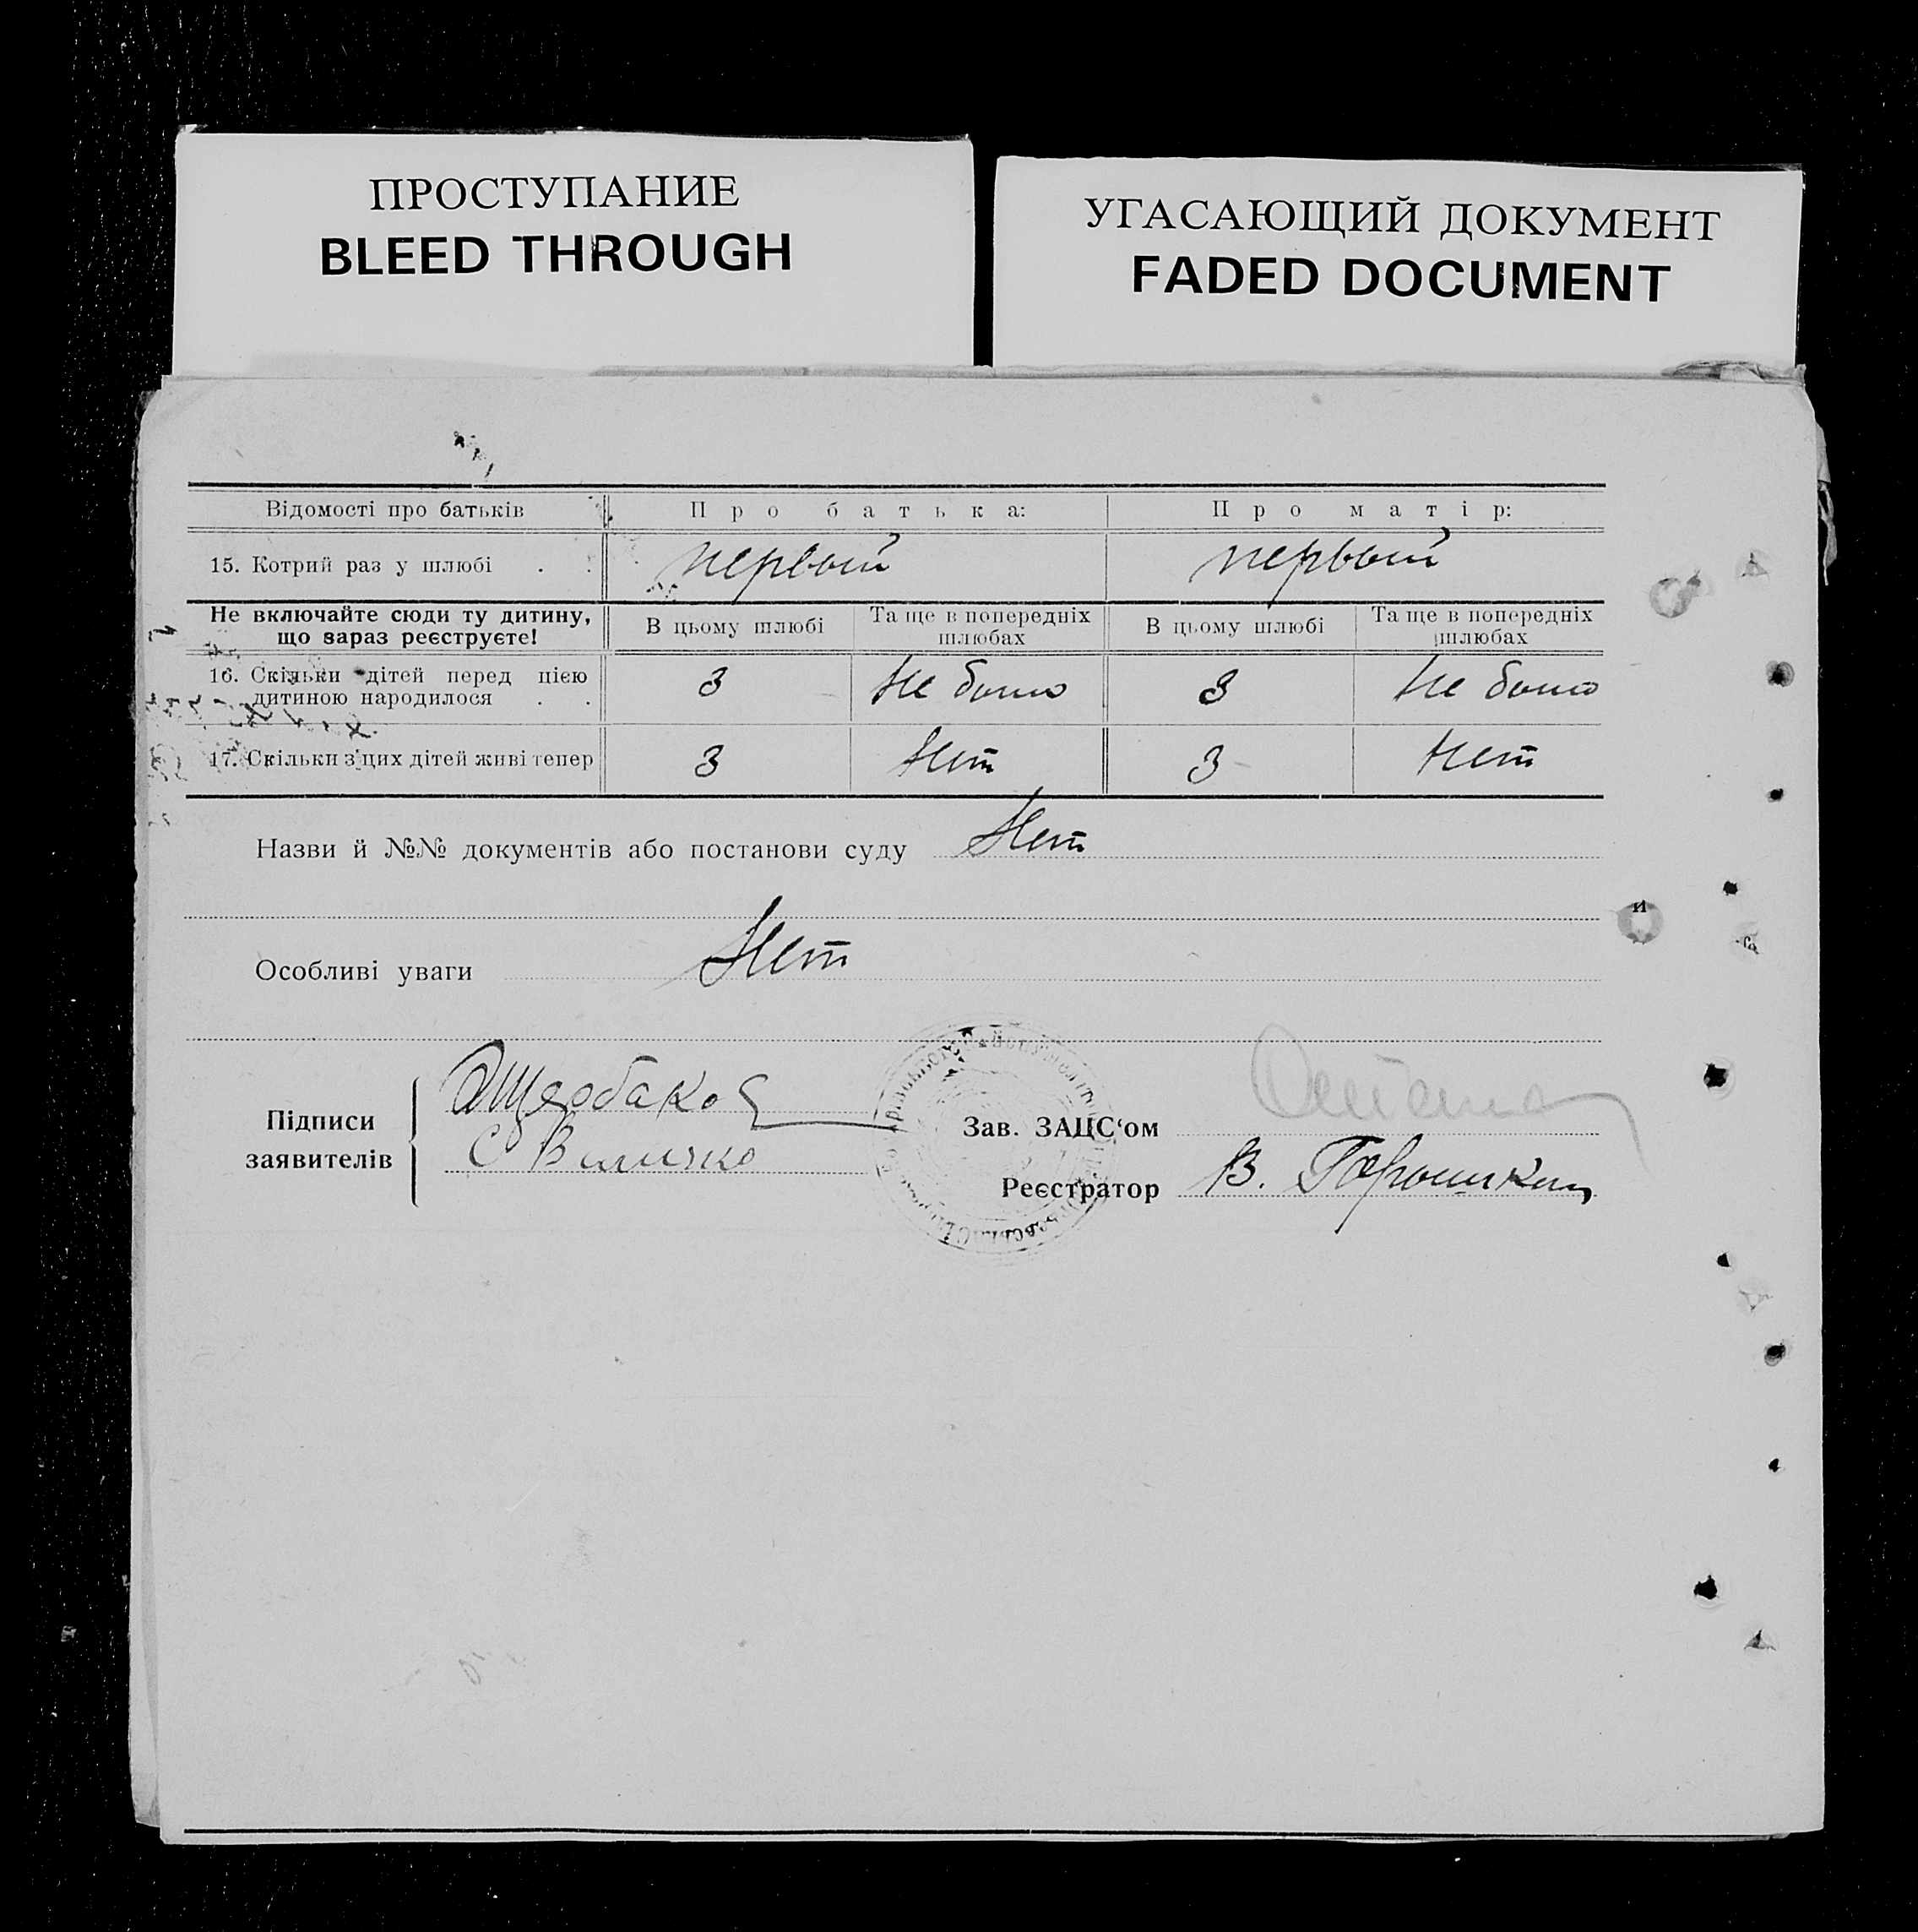 ПРОСТУПАНИЕ
BLEED THROUGH
УГАСАЮЩИЙ ДОКУМЕНТ
FADED DOCUMENT
Відомості про батьків Про батька: Про матір:
15. Котрий раз у шлюбі . . первый первый
Не включайте сюди ту дитину,
що зараз реєструєте!
В цьому шлюбі
Та ще в попередніх
шлюбах
В цьому шлюбі
Та ще в попередніх
шлюбах
16. Скільки дітей перед цією
дитиною народилося . .
3 Не было 3 Не было
17. Скільки з цих дітей живі тепер 3 Нет 3 Нет
Назви й №№ документів або постанови суду Нет
Особливі уваги Нет
Підписи
заявителів
Щербаков
С
Зав. ЗАЦС‘ом
Реєстратор В.